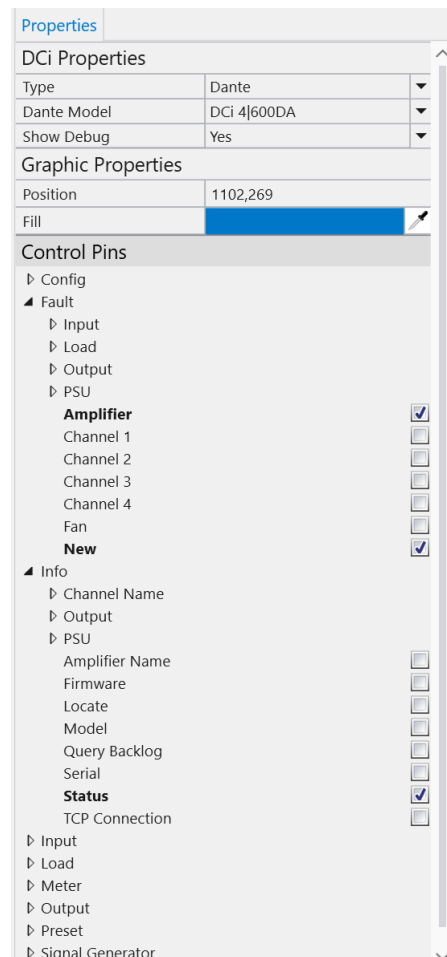 Properties
DCi Properties
Type Dante
Dante Model DCi 4|600DA
Show Debug Yes
Graphic Properties
Position 1102,269
Fill
Control Pins
Config
Fault
Input
Load
Output
PSU
Amplifier
Channel 1
Channel 2
Channel 3
Channel 4
Fan
New
Info
Channel Name
Output
PSU
Amplifier Name
Firmware
Locate
Model
Query Backlog
Serial
Status
TCP Connection
Input
Load
Meter
Output
Preset
Signal Generator